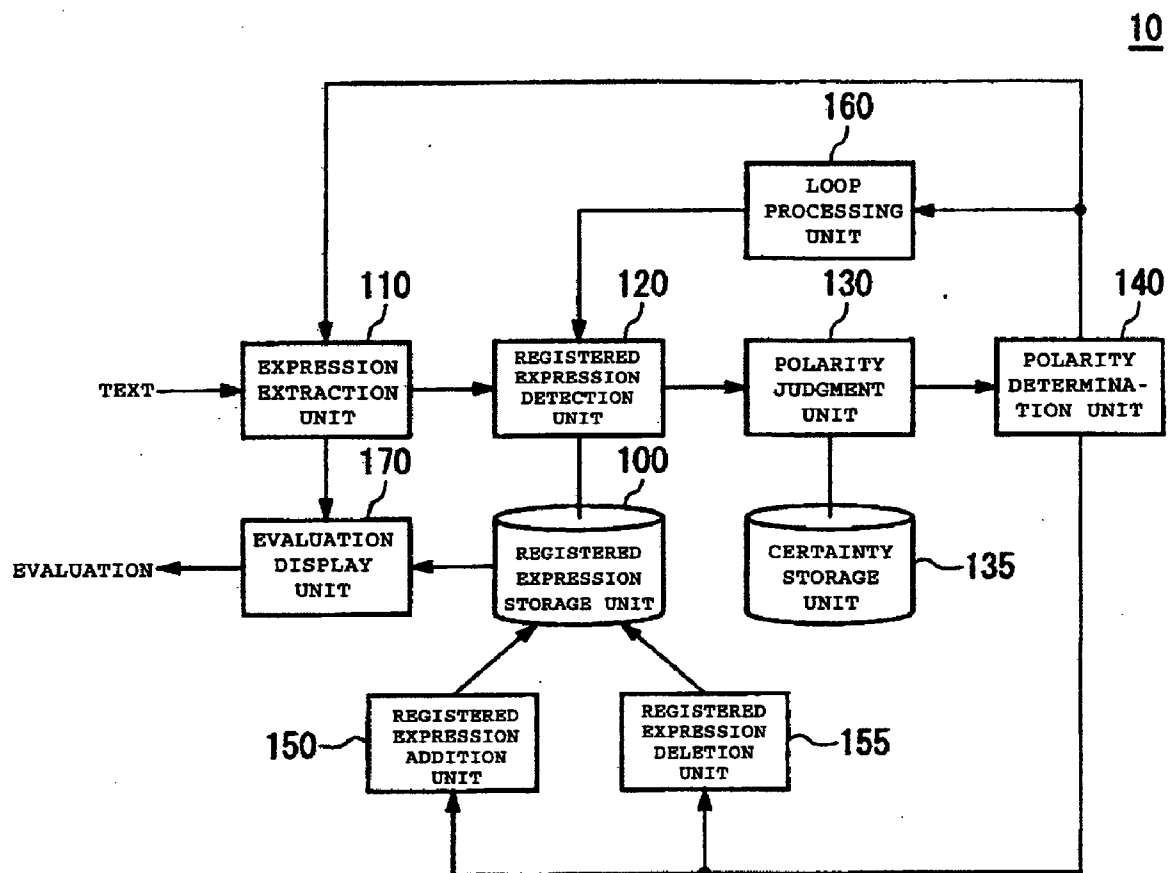 10
160
LOOP
PROCESSING
UNIT
110
120
130
140
TEXT
EXPRESSION
EXTRACTION
UNIT
REGISTERED
EXPRESSION
DETECTION
UNIT
POLARITY
JUDGMENT
UNIT
POLARITY
DETERMINA-
TION UNIT
170
100
EVALUATION
EVALUATION
DISPLAY
UNIT
REGISTERED
EXPRESSION
STORAGE UNIT
CERTAINTY
STORAGE
UNIT
135
150
REGISTERED
EXPRESSION
ADDITION
UNIT
REGISTERED
EXPRESSION
DELETION
UNIT
155